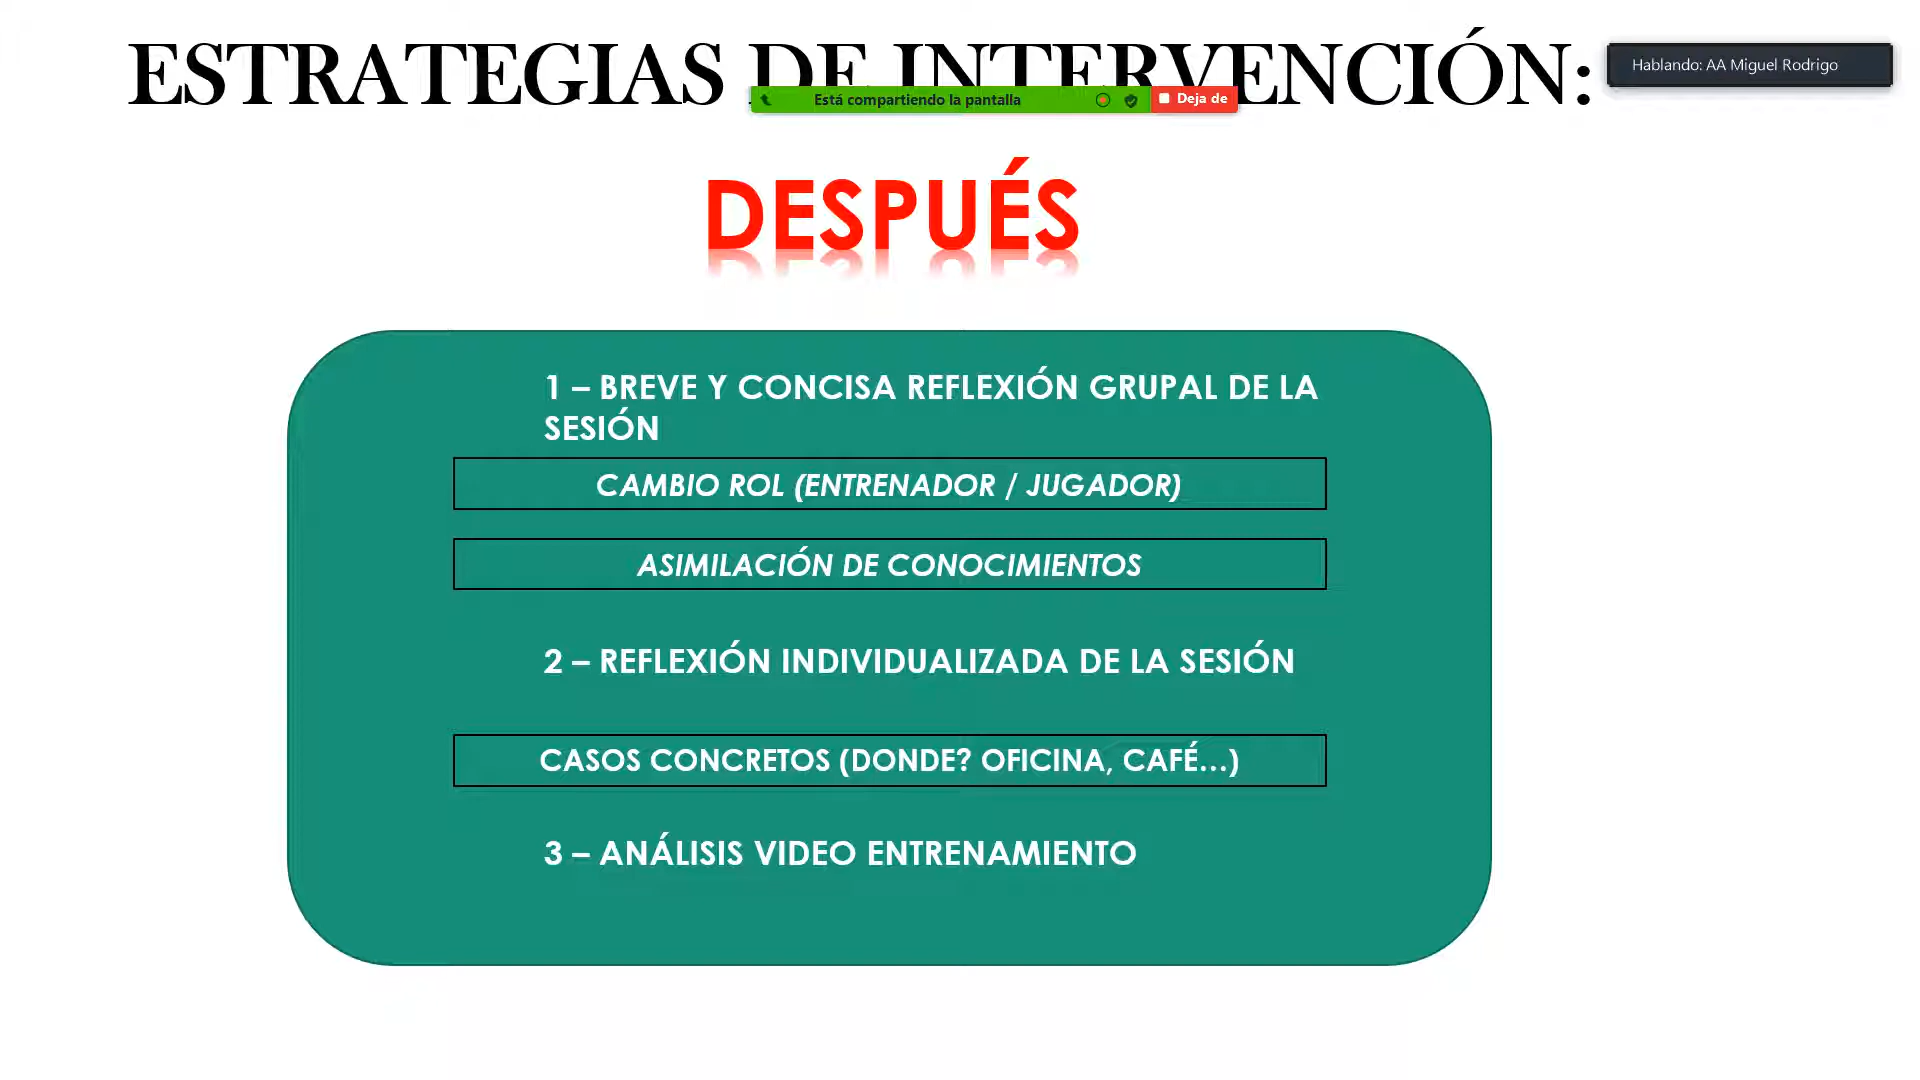 ESTRATEGIAS DE INTERVENCIÓN:
Hablando: AA Miguel Rodrigo
Está compartiendo la pantalla
Deja de
DESPUÉS
1 – BREVE Y CONCISA REFLEXIÓN GRUPAL DE LA
SESIÓN
CAMBIO ROL (ENTRENADOR / JUGADOR)
ASIMILACIÓN DE CONOCIMIENTOS
2 – REFLEXIÓN INDIVIDUALIZADA DE LA SESIÓN
CASOS CONCRETOS (DONDE? OFICINA, CAFÉ...)
3 – ANÁLISIS VIDEO ENTRENAMIENTO